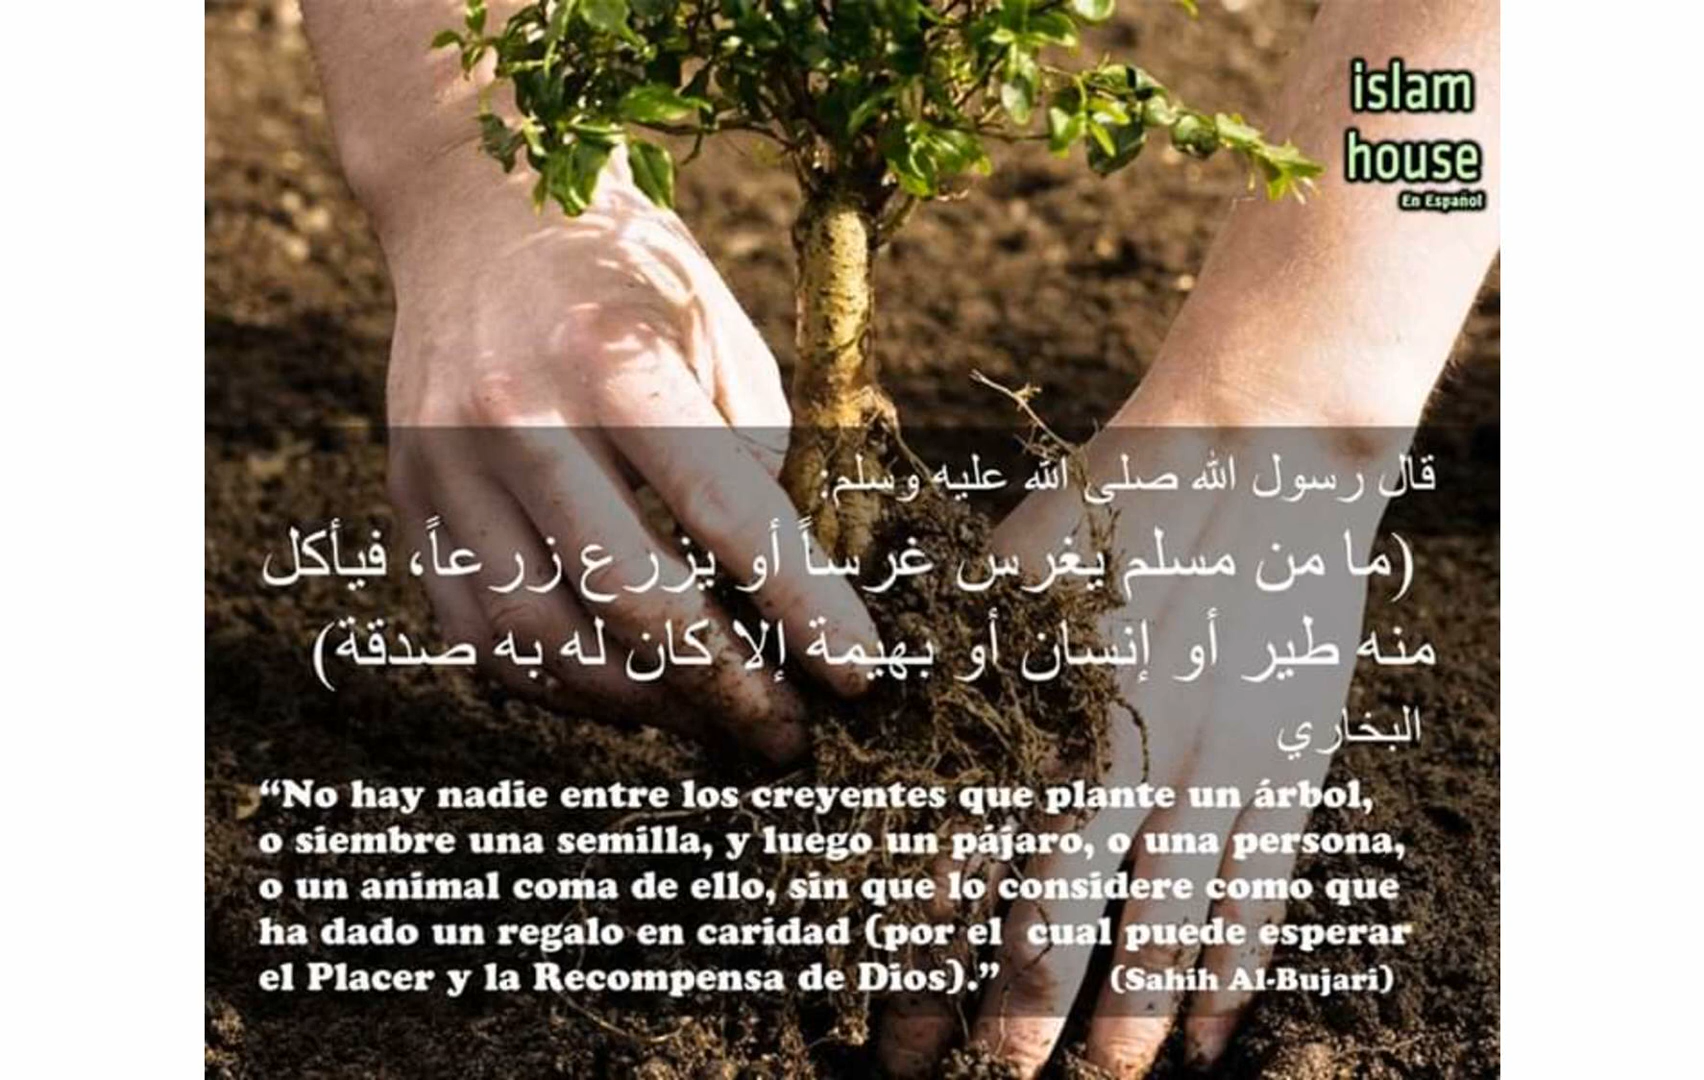 islam
house
En Español
قال رسول الله صلى الله عليه وسلم:
(ما من مسلم يغرس غرساً أو يزرع زرعاً، فيأكل
منه طير أو إنسان أو بهيمة إلا كان له به صدقة)
البخاري
“No hay nadie entre los creyentes que plante un árbol,
o siembre una semilla, y luego un pájaro, o una persona,
o un animal coma de ello, sin que lo considere como que
ha dado un regalo en caridad (por el cual puede esperar
el Placer y la Recompensa de Dios).” (Sahih Al-Bujari)